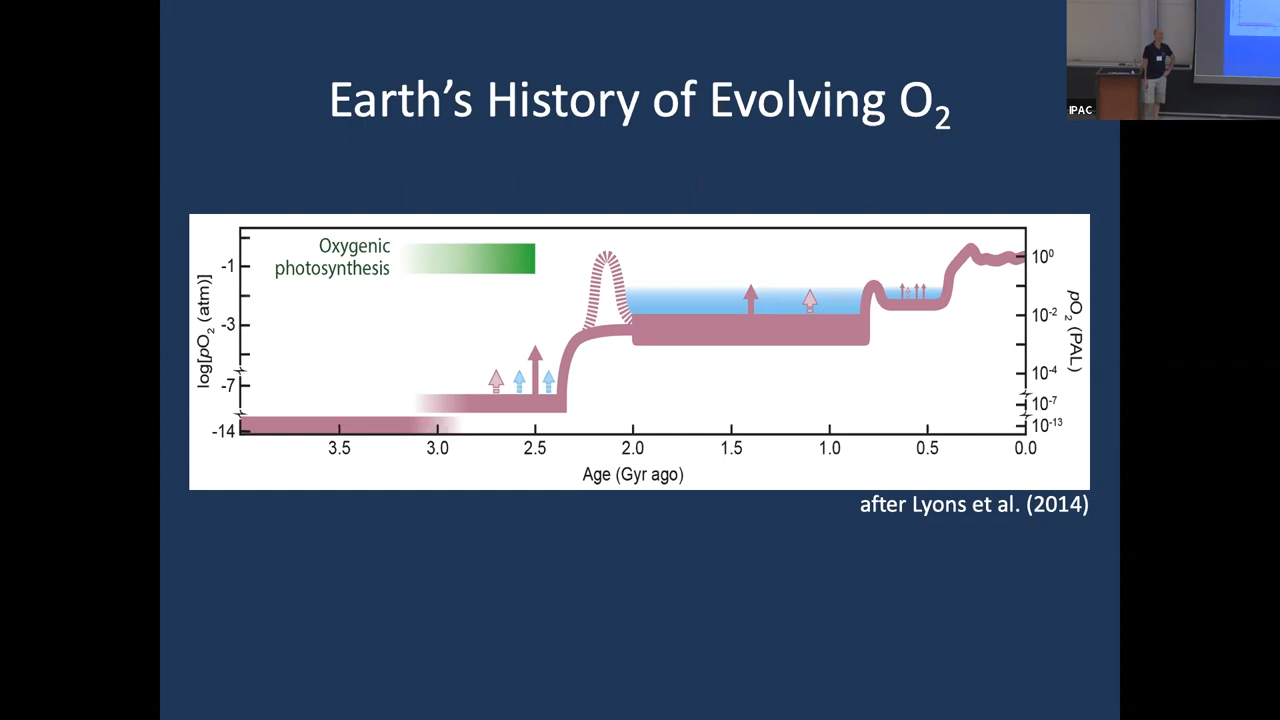 Earth's History of Evolving O₂
IPAC
Oxygenic
photosynthesis
log[pO₂ (atm)]
-1
-3
-7
-14
10⁰
10⁻²
10⁻⁴
10⁻⁷
10⁻¹³
pO₂ (PAL)
3.5 3.0 2.5 2.0 1.5 1.0 0.5 0.0
Age (Gyr ago)
after Lyons et al. (2014)